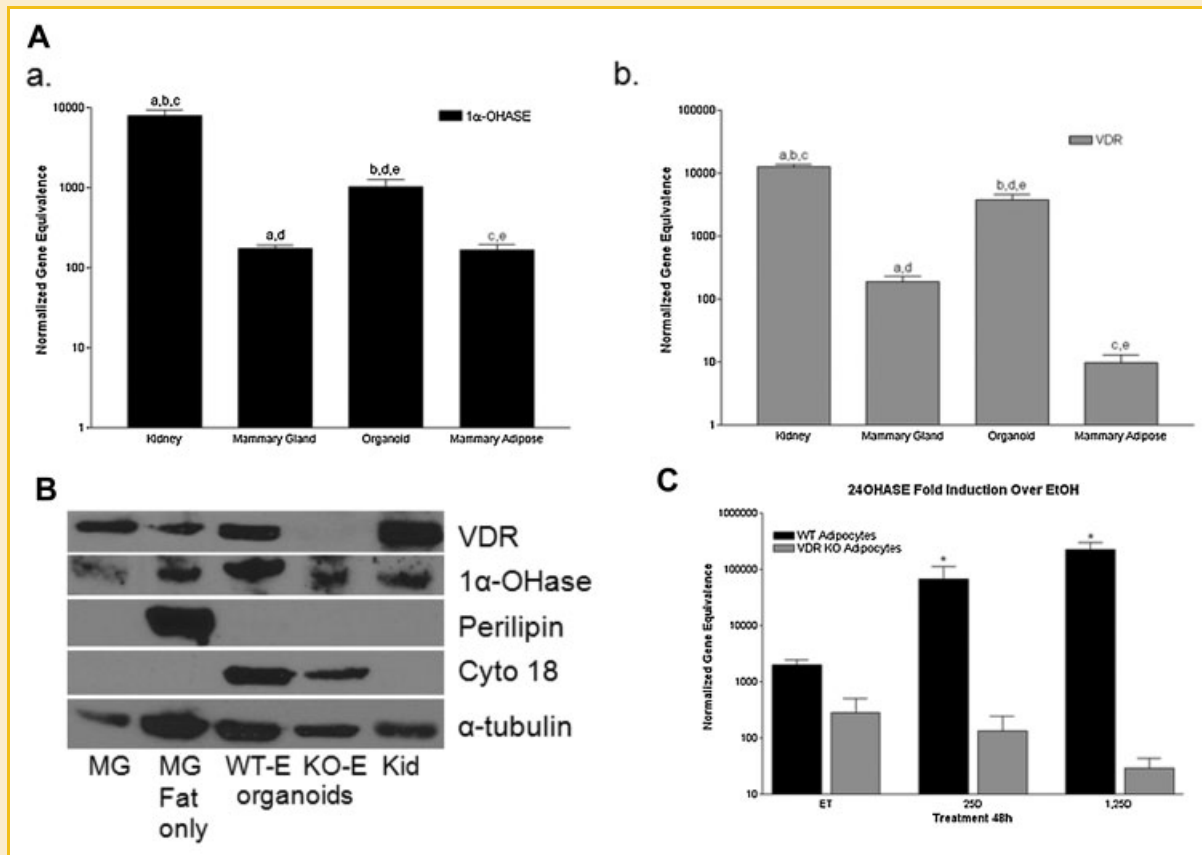 A
a.
10000
1000
100
10
1
Normalized Gene Equivalence
a,b,c
a,d
b,d,e
c,e
1α-OHASE
Kidney
Mammary Gland
Organoid
Mammary Adipose
b.
100000
10000
1000
100
10
1
Normalized Gene Equivalence
a,b,c
a,d
b,d,e
c,e
VDR
Kidney
Mammary Gland
Organoid
Mammary Adipose
B
VDR
1α-OHase
Perilipin
Cyto 18
α-tubulin
MG
MG Fat only
WT-E KO-E
organoids
Kid
C
24OHASE Fold Induction Over EtOH
1000000
100000
10000
1000
100
10
Normalized Gene Equivalence
WT Adipocytes
VDR KO Adipocytes
*
*
ET
25D
1,25D
Treatment 48h